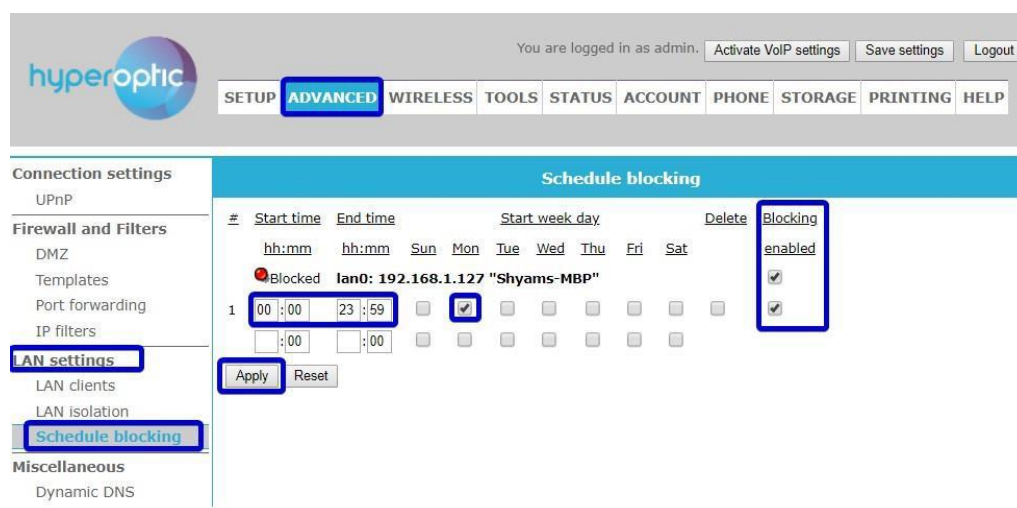 You are logged in as admin. Activate VoIP settings Save settings Logout
hyperoptic
SETUP ADVANCED WIRELESS TOOLS STATUS ACCOUNT PHONE STORAGE PRINTING HELP
Connection settings
UPnP
Firewall and Filters
DMZ
Templates
Port forwarding
IP filters
LAN settings
LAN clients
LAN isolation
Schedule blocking
Miscellaneous
Dynamic DNS
Schedule blocking
# Start time End time Start week day Delete Blocking
hh:mm hh:mm Sun Mon Tue Wed Thu Fri Sat enabled
Blocked lan0: 192.168.1.127 "Shyams-MBP"
1 00 : 00 23 : 59
: 00 : 00
Apply Reset